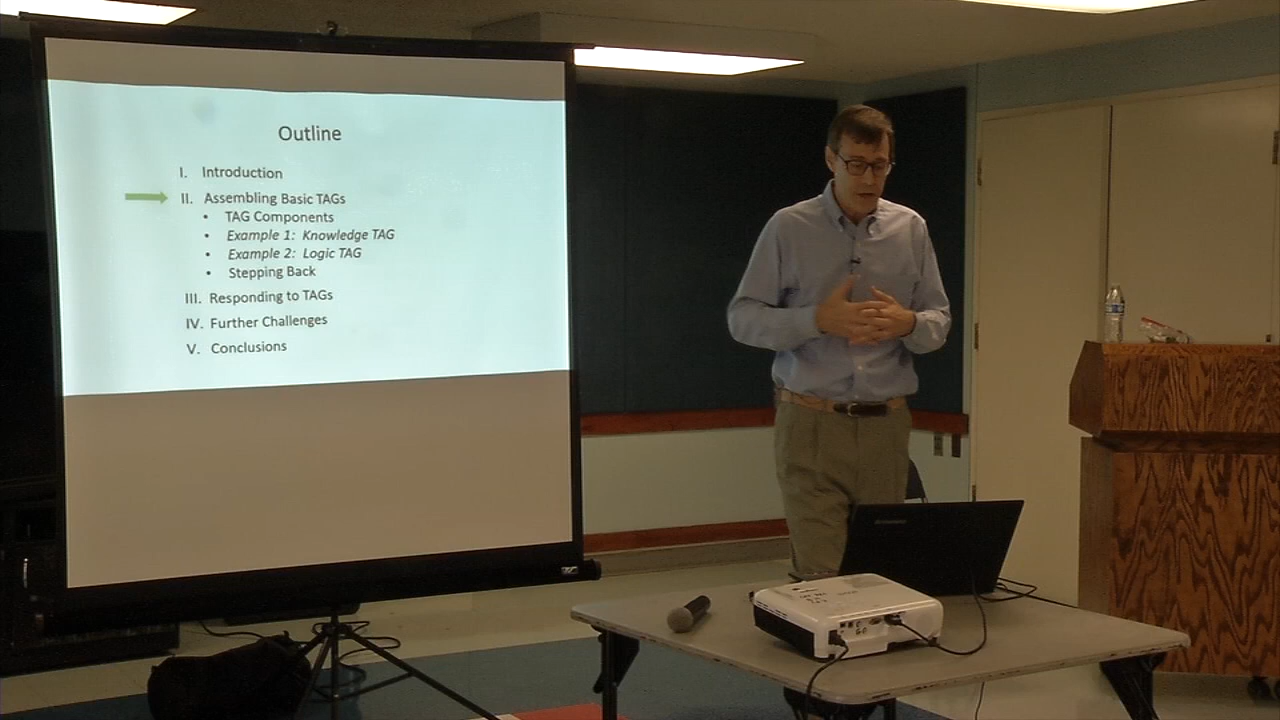 Outline
I. Introduction
II. Assembling Basic TAGs
• TAG Components
• Example 1: Knowledge TAG
• Example 2: Logic TAG
• Stepping Back
III. Responding to TAGs
IV. Further Challenges
V. Conclusions